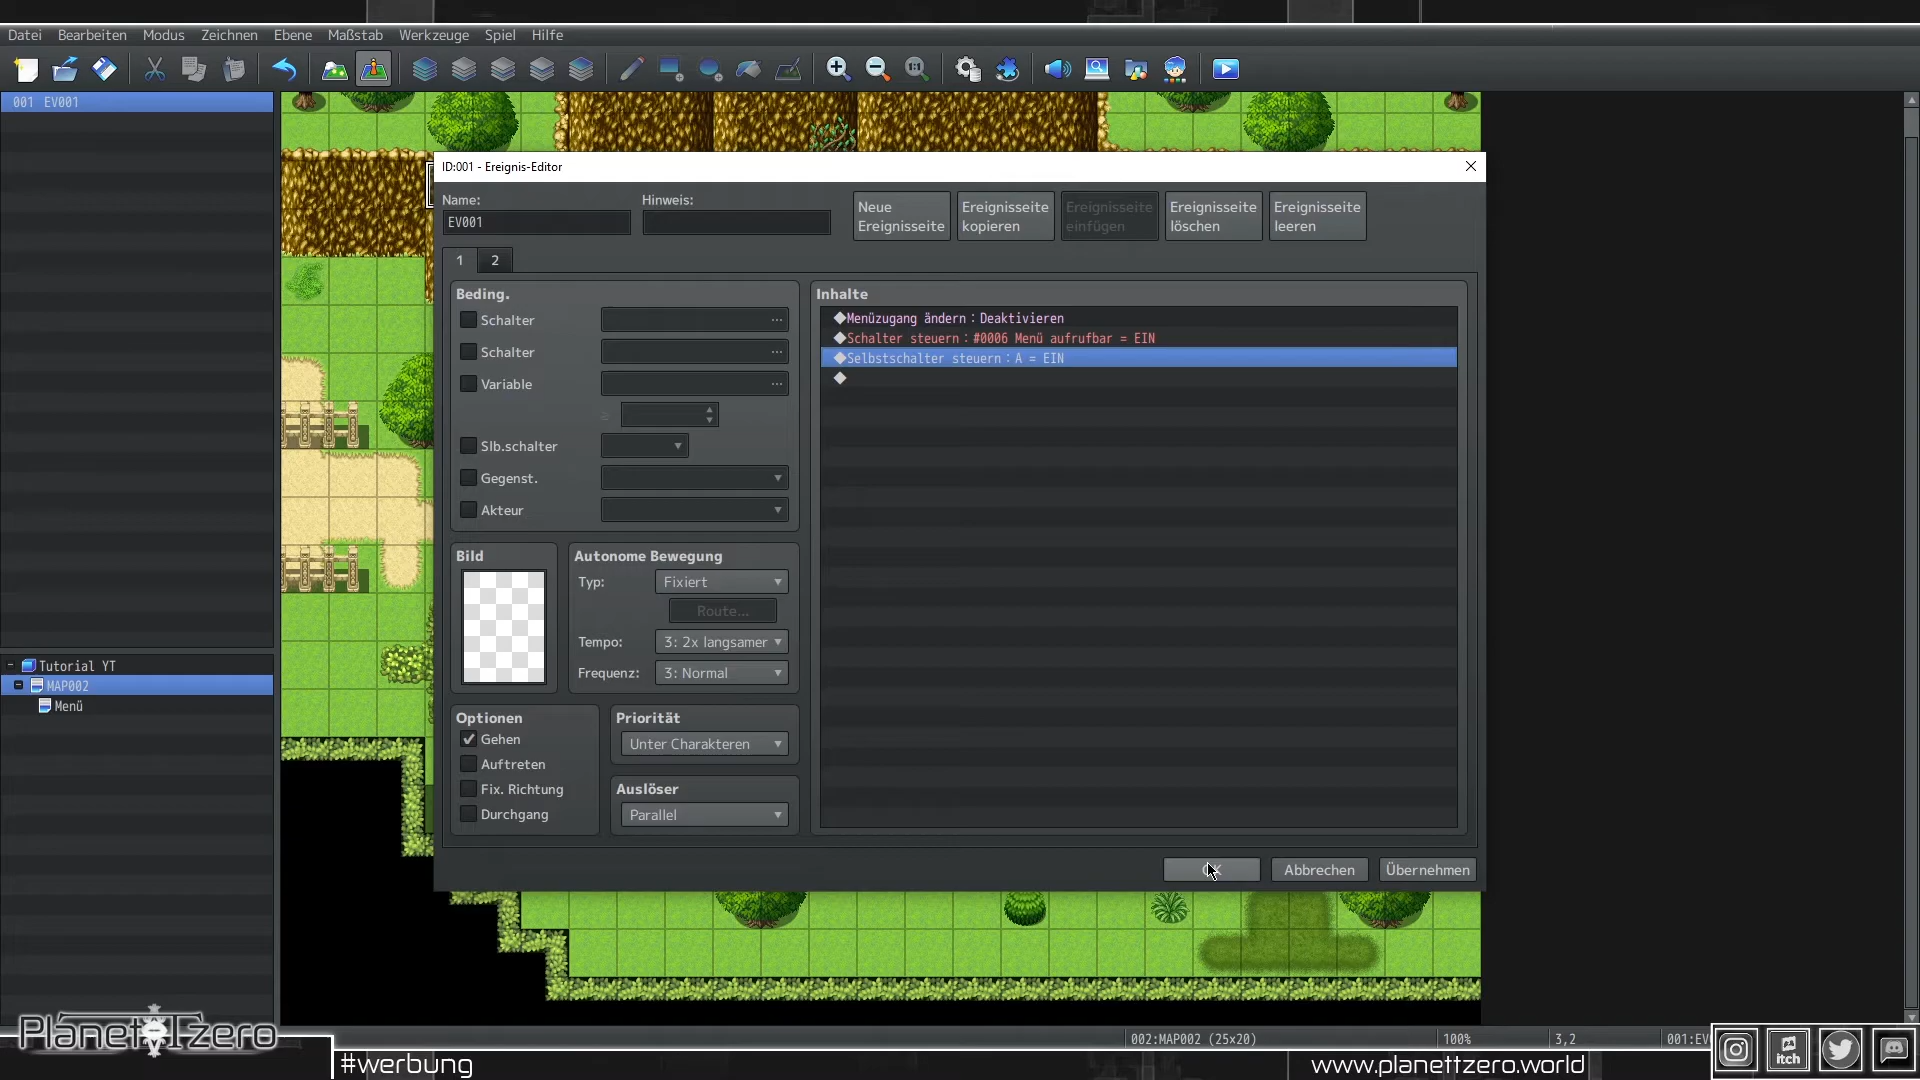 Datei Bearbeiten Modus Zeichnen Ebene Maßstab Werkzeuge Spiel Hilfe
1:1
001 EV001
ID:001 - Ereignis-Editor
Name: Hinweis:
EV001
Neue Ereignisseite
Ereignisseite kopieren
Ereignisseite einfügen
Ereignisseite löschen
Ereignisseite leeren
1 2
Beding.
Schalter ...
Schalter ...
Variable ...
≥
Slb.schalter
Gegenst.
Akteur
Inhalte
◆Menüzugang ändern：Deaktivieren
◆Schalter steuern：#0006 Menü aufrufbar = EIN
◆Selbstschalter steuern：A = EIN
◆
Bild
Autonome Bewegung
Typ: Fixiert
Route...
Tempo: 3: 2x langsamer
Frequenz: 3: Normal
Optionen
Gehen
Auftreten
Fix. Richtung
Durchgang
Priorität
Unter Charakteren
Auslöser
Parallel
OK Abbrechen Übernehmen
Tutorial YT
MAP002
Menü
002:MAP002 (25x20) 100% 3,2 001:EV
PlanetTzero
#werbung
www.planettzero.world
itch